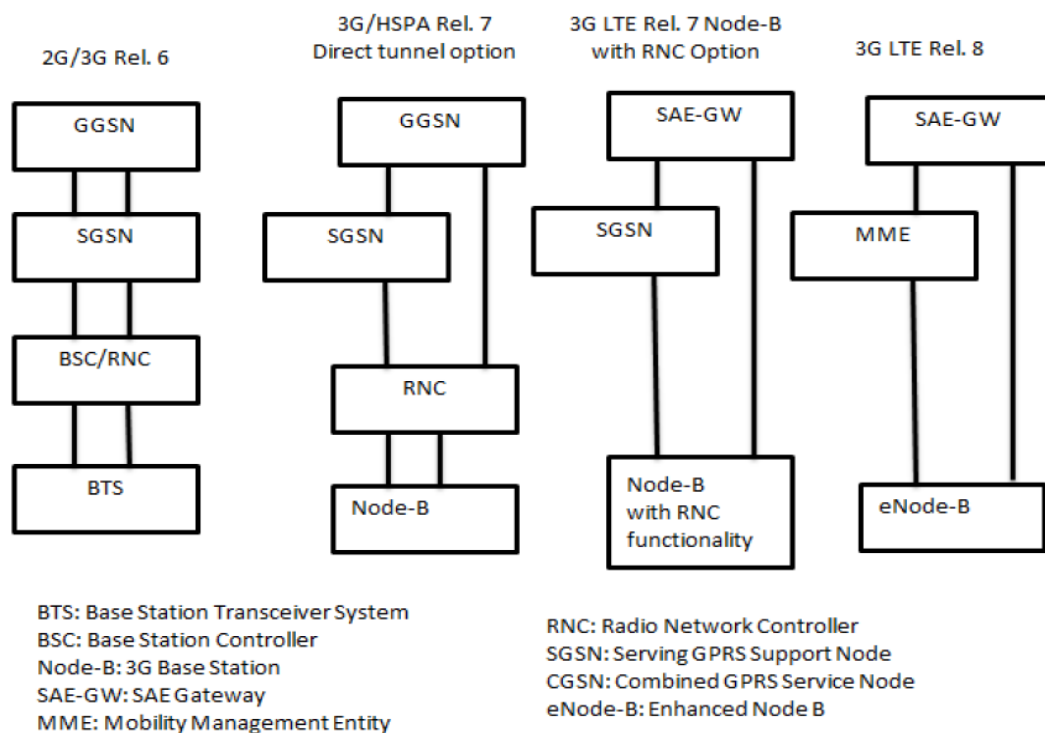 2G/3G Rel. 6
3G/HSPA Rel. 7
Direct tunnel option
3G LTE Rel. 7 Node-B
with RNC Option
3G LTE Rel. 8
GGSN
SGSN
BSC/RNC
BTS
GGSN
SGSN
RNC
Node-B
SAE-GW
SGSN
Node-B
with RNC
functionality
SAE-GW
MME
eNode-B
BTS: Base Station Transceiver System
BSC: Base Station Controller
Node-B: 3G Base Station
SAE-GW: SAE Gateway
MME: Mobility Management Entity
RNC: Radio Network Controller
SGSN: Serving GPRS Support Node
CGSN: Combined GPRS Service Node
eNode-B: Enhanced Node B